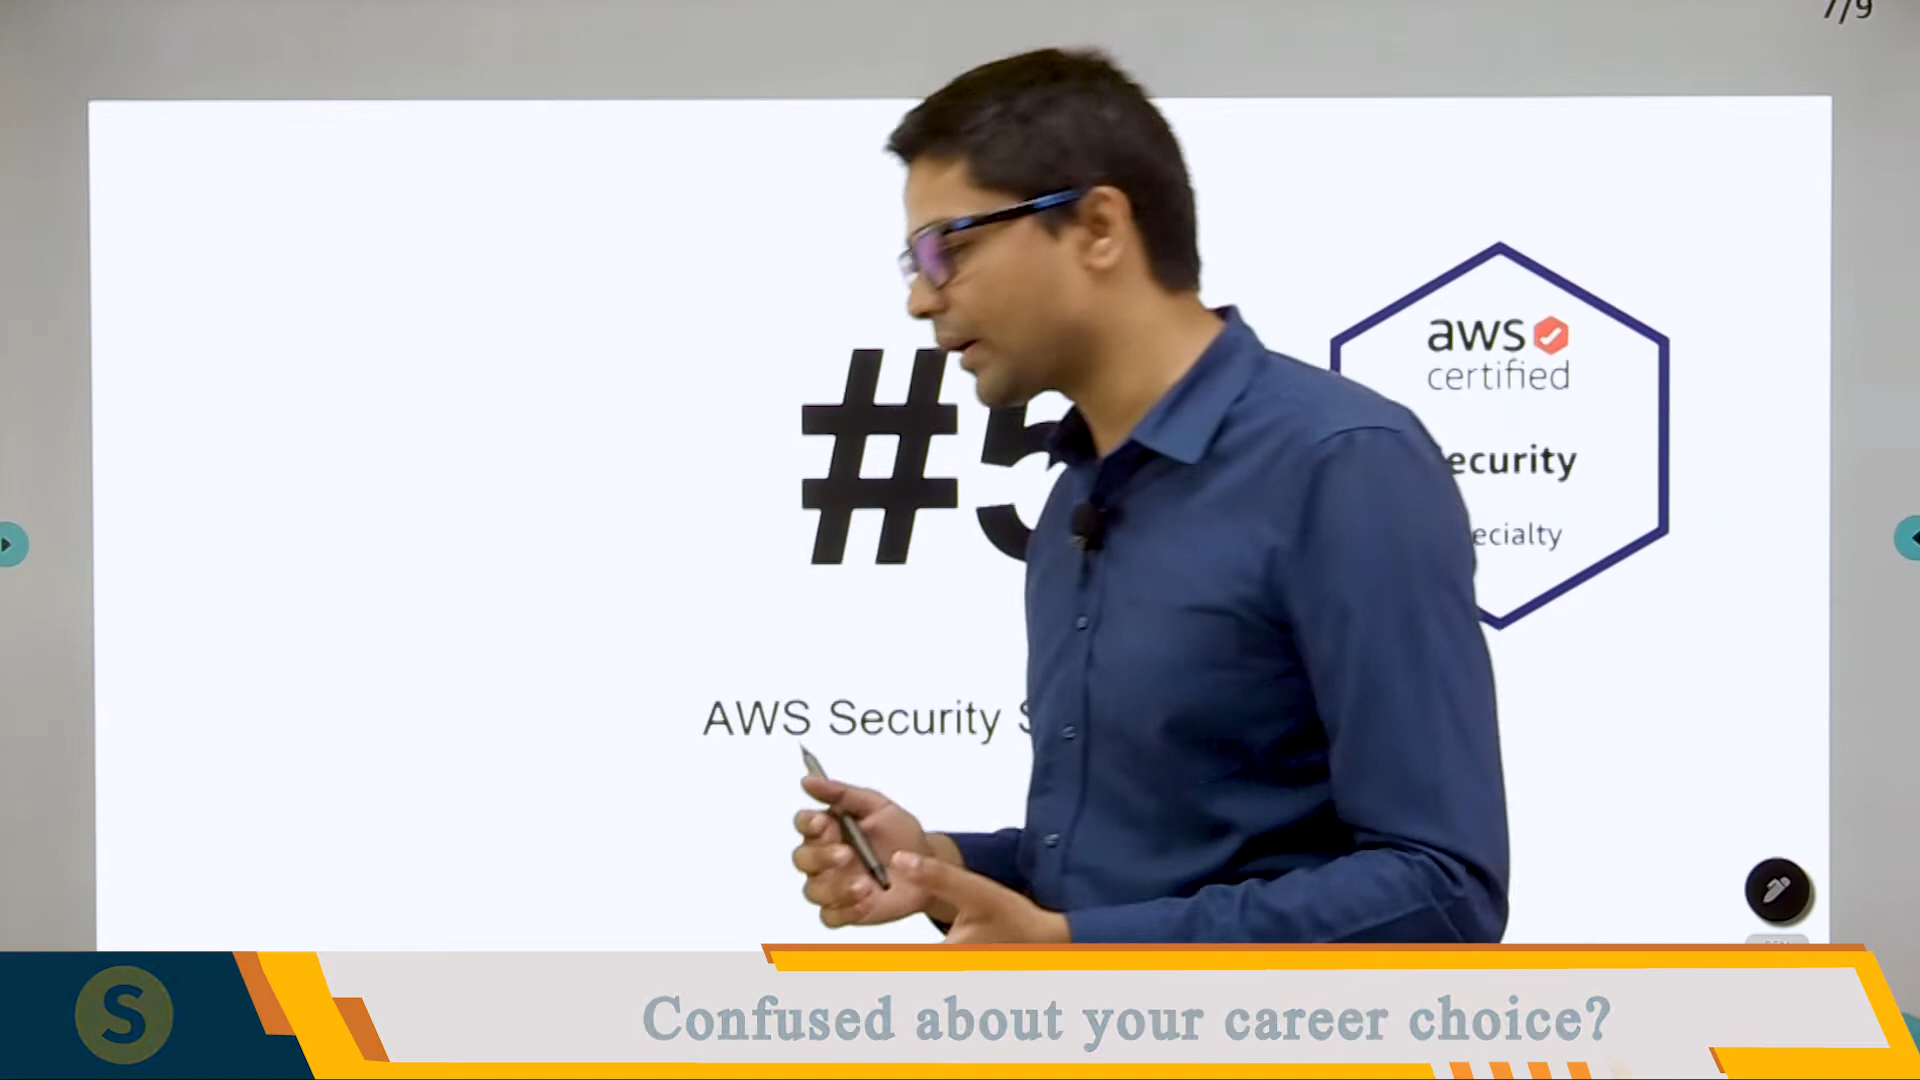 7/9
aws
certified
#5
ecurity
ecialty
AWS Security S
S
Confused about your career choice?